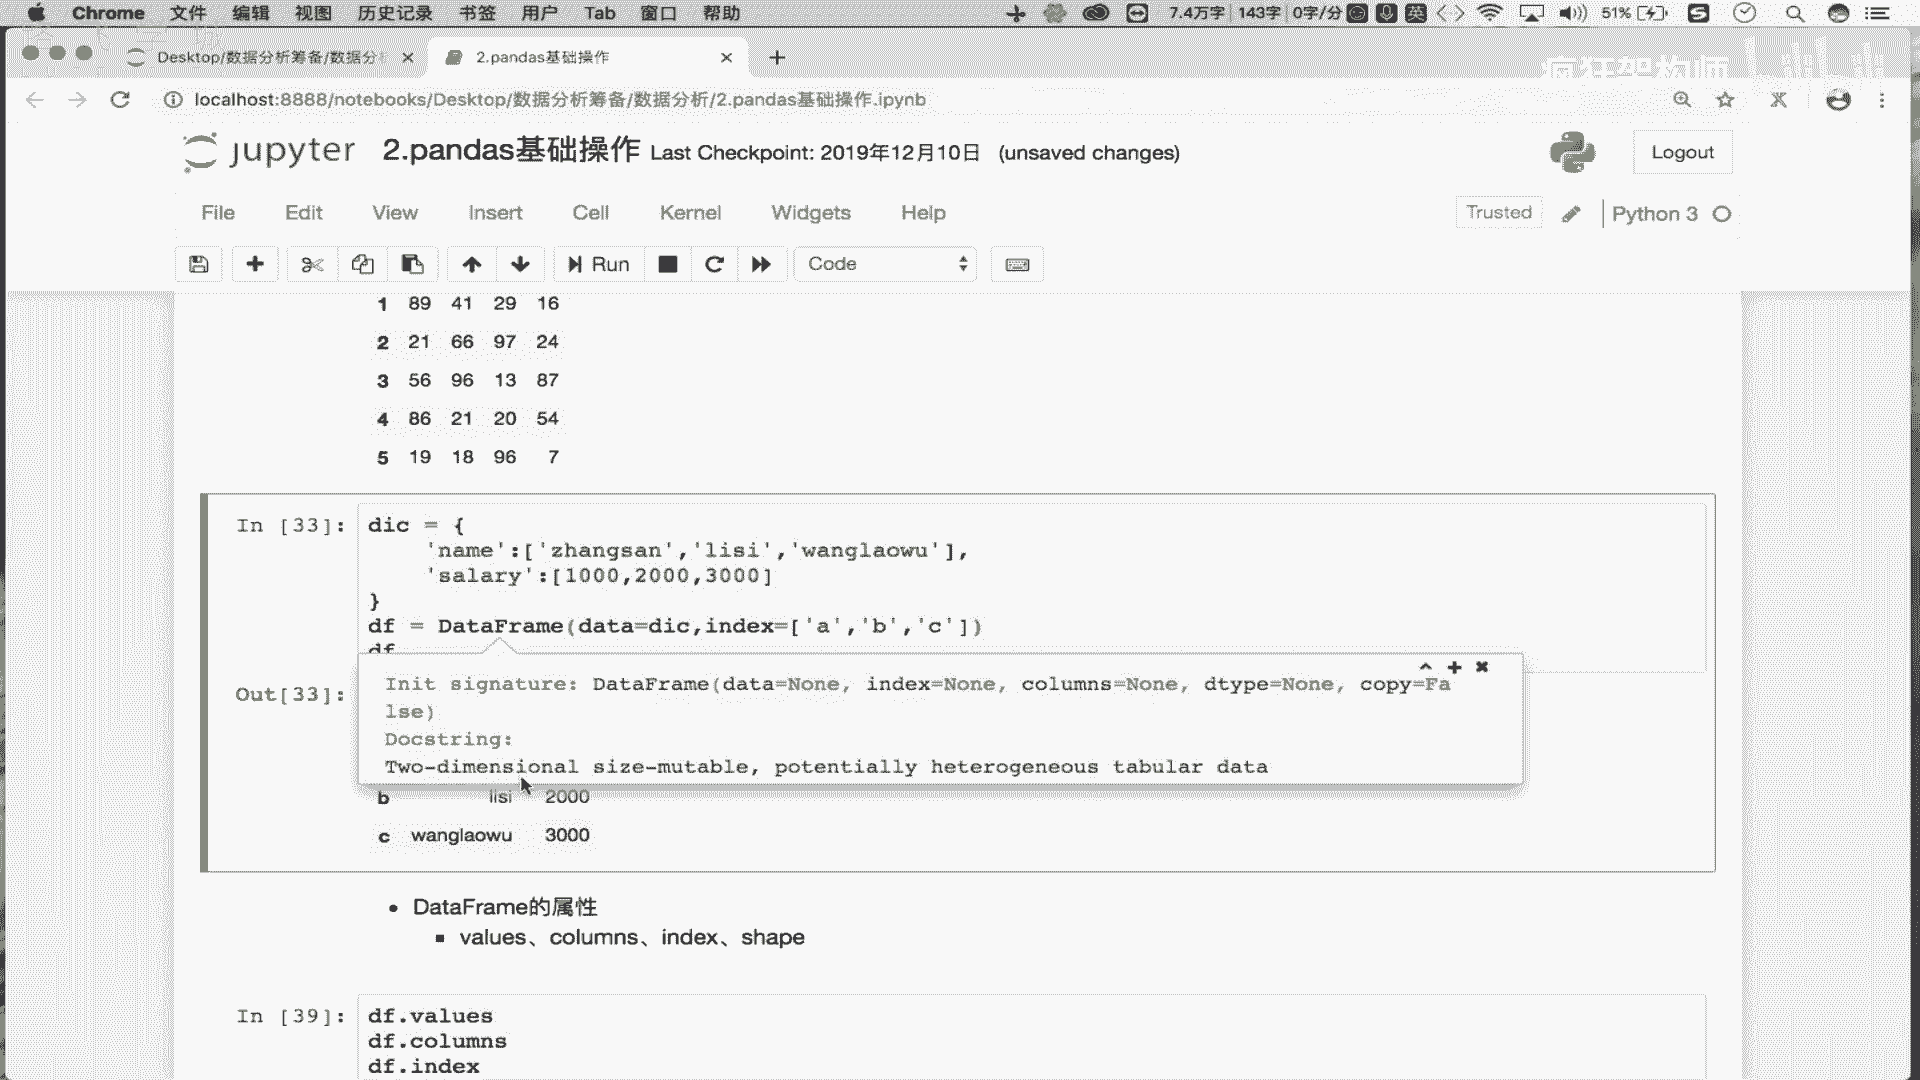 Chrome 文件 编辑 视图 历史记录 书签 用户 Tab 窗口 帮助 7.4万字 143字 0字/分 英 51%
Desktop/数据分析筹备/数据分 2.pandas基础操作
疯狂架构师 bilibili
localhost:8888/notebooks/Desktop/数据分析筹备/数据分析/2.pandas基础操作.ipynb
jupyter 2.pandas基础操作 Last Checkpoint: 2019年12月10日 (unsaved changes) Logout
File Edit View Insert Cell Kernel Widgets Help Trusted Python 3
Run Code
1 89 41 29 16
2 21 66 97 24
3 56 96 13 87
4 86 21 20 54
5 19 18 96 7
In [33]: dic = {
'name':['zhangsan','lisi','wanglaowu'],
'salary':[1000,2000,3000]
}
df = DataFrame(data=dic,index=['a','b','c'])
df
Out[33]:
Init signature: DataFrame(data=None, index=None, columns=None, dtype=None, copy=Fa
lse)
Docstring:
Two-dimensional size-mutable, potentially heterogeneous tabular data
b lisi 2000
c wanglaowu 3000
• DataFrame的属性
▪ values、columns、index、shape
In [39]: df.values
df.columns
df.index